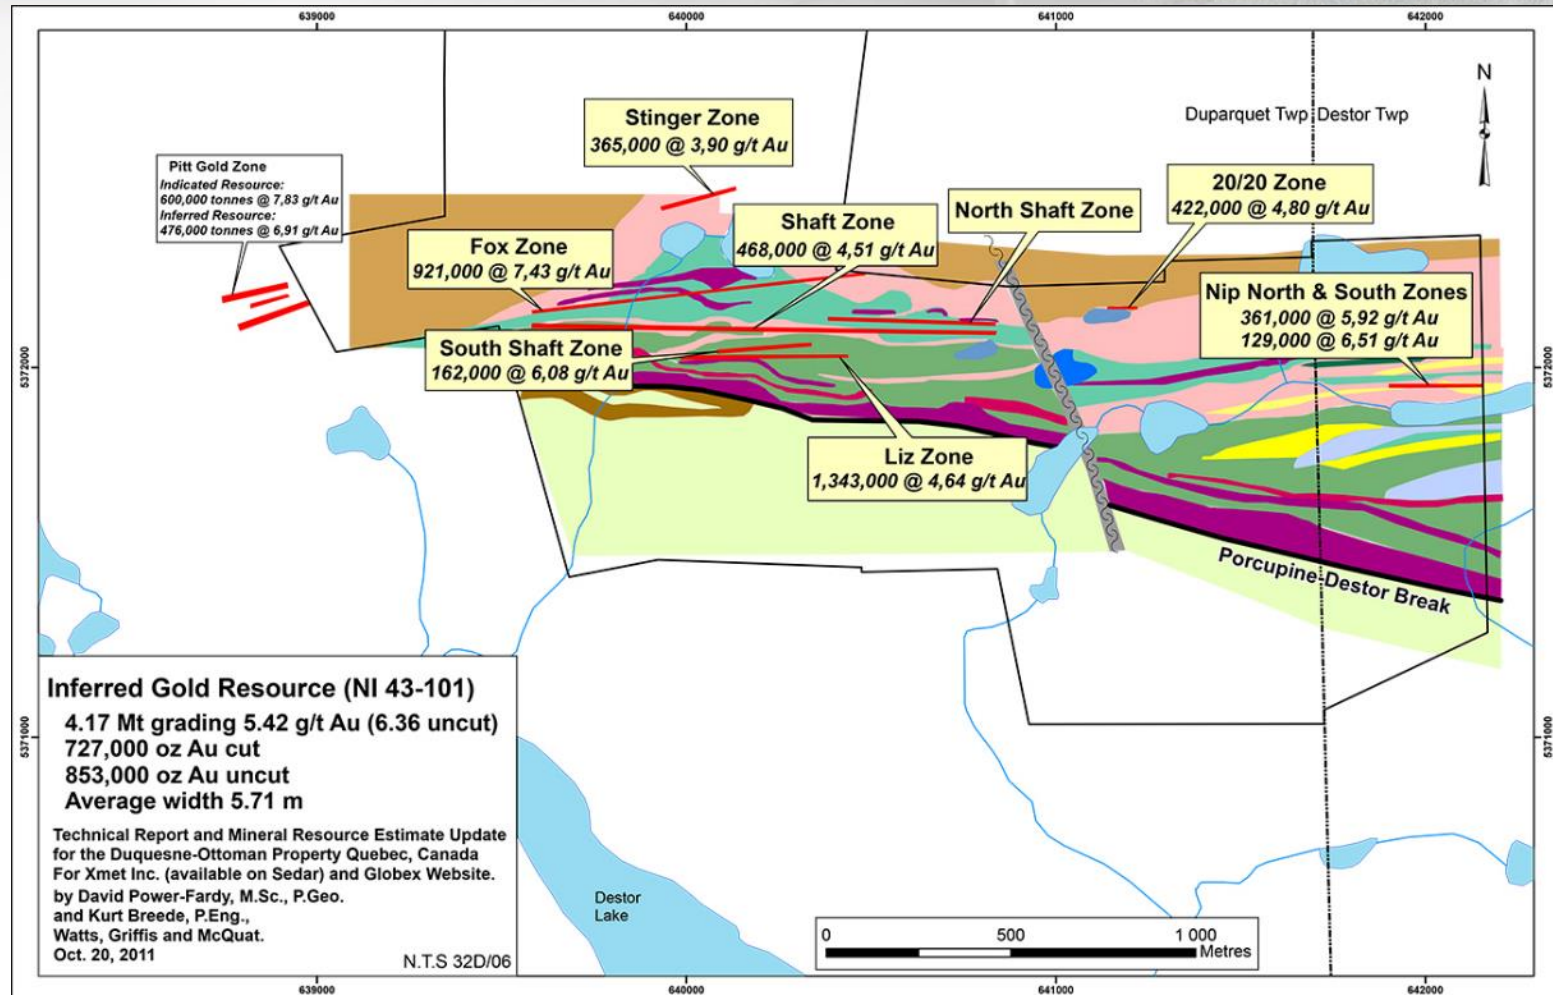 639000
640000
641000
642000
N
Duparquet Twp
Destor Twp
Stinger Zone
365,000 @ 3,90 g/t Au
Pitt Gold Zone
Indicated Resource:
600,000 tonnes @ 7,83 g/t Au
Inferred Resource:
476,000 tonnes @ 6,91 g/t Au
20/20 Zone
422,000 @ 4,80 g/t Au
North Shaft Zone
Shaft Zone
468,000 @ 4,51 g/t Au
Fox Zone
921,000 @ 7,43 g/t Au
Nip North & South Zones
361,000 @ 5,92 g/t Au
129,000 @ 6,51 g/t Au
South Shaft Zone
162,000 @ 6,08 g/t Au
5372000
5372000
Liz Zone
1,343,000 @ 4,64 g/t Au
Porcupine-Destor Break
Inferred Gold Resource (NI 43-101)
4.17 Mt grading 5.42 g/t Au (6.36 uncut)
727,000 oz Au cut
853,000 oz Au uncut
Average width 5.71 m
5371000
5371000
Technical Report and Mineral Resource Estimate Update
for the Duquesne-Ottoman Property Quebec, Canada
For Xmet Inc. (available on Sedar) and Globex Website.
by David Power-Fardy, M.Sc., P.Geo.
and Kurt Breede, P.Eng.,
Watts, Griffis and McQuat.
Oct. 20, 2011
N.T.S 32D/06
Destor
Lake
0
500
1 000
Metres
639000
640000
641000
642000